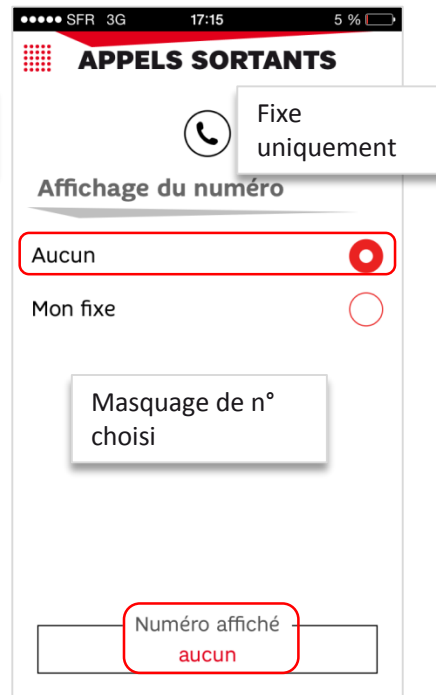 SFR 3G 17:15 5 %
APPELS SORTANTS
Fixe
uniquement
Affichage du numéro
Aucun
Mon fixe
Masquage de n°
choisi
Numéro affiché
aucun